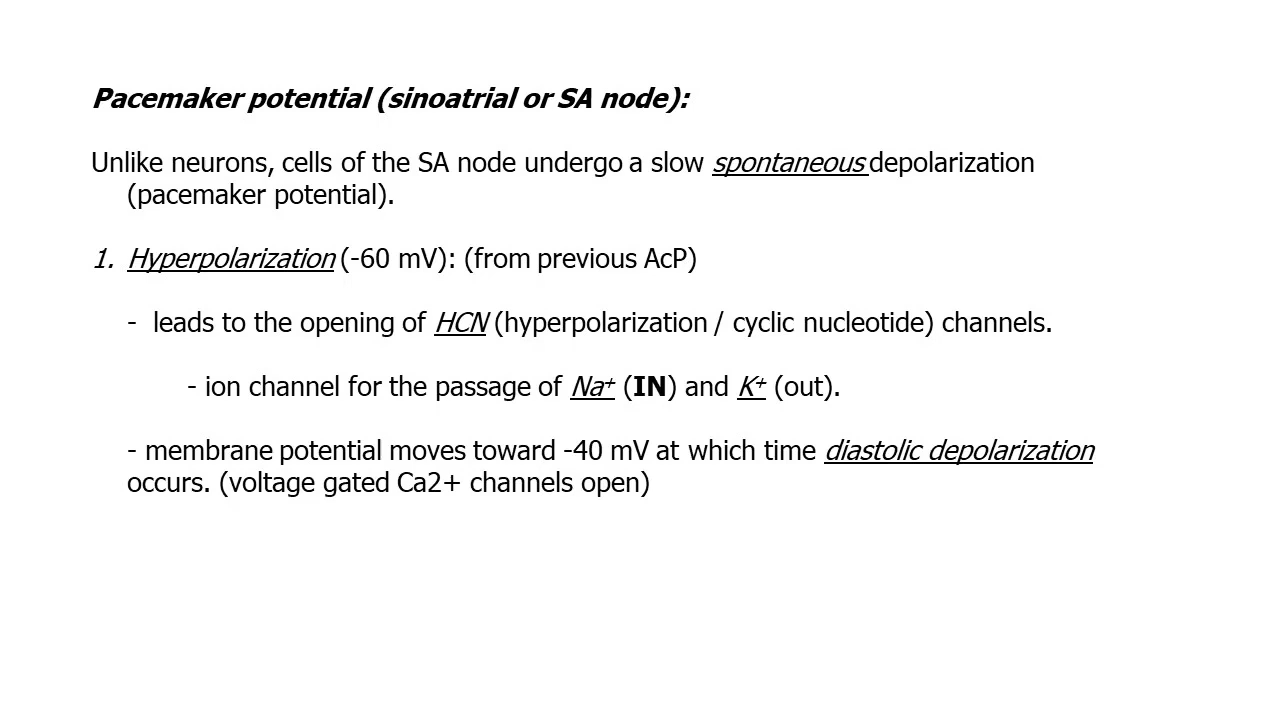 Pacemaker potential (sinoatrial or SA node):
Unlike neurons, cells of the SA node undergo a slow spontaneous depolarization
(pacemaker potential).
1. Hyperpolarization (-60 mV): (from previous AcP)
- leads to the opening of HCN (hyperpolarization / cyclic nucleotide) channels.
- ion channel for the passage of Na⁺ (IN) and K⁺ (out).
- membrane potential moves toward -40 mV at which time diastolic depolarization
occurs. (voltage gated Ca2+ channels open)